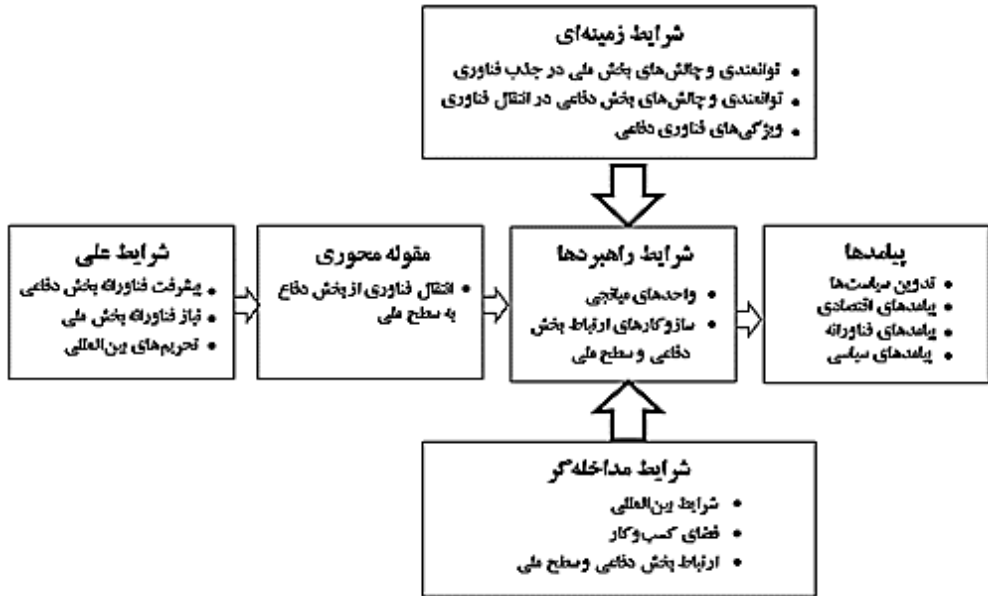 شرایط زمینه‌ای
• توانمندی و چالش‌های بخش ملی در جذب فناوری
• توانمندی و چالش‌های بخش دفاعی در انتقال فناوری
• ویژگی‌های فناوری دفاعی
شرایط علی
• پیشرفت فناورانه بخش دفاعی
• نیاز فناورانه بخش ملی
• تحریم‌های بین‌المللی
مقوله محوری
• انتقال فناوری از بخش دفاع
به سطح ملی
شرایط راهبردها
• واحدهای میانجی
• سازوکارهای ارتباط بخش
دفاعی و سطح ملی
پیامدها
• تدوین سیاست‌ها
• پیامدهای اقتصادی
• پیامدهای فناورانه
• پیامدهای سیاسی
شرایط مداخله‌گر
• شرایط بین‌المللی
• فضای کسب‌وکار
• ارتباط بخش دفاعی و سطح ملی